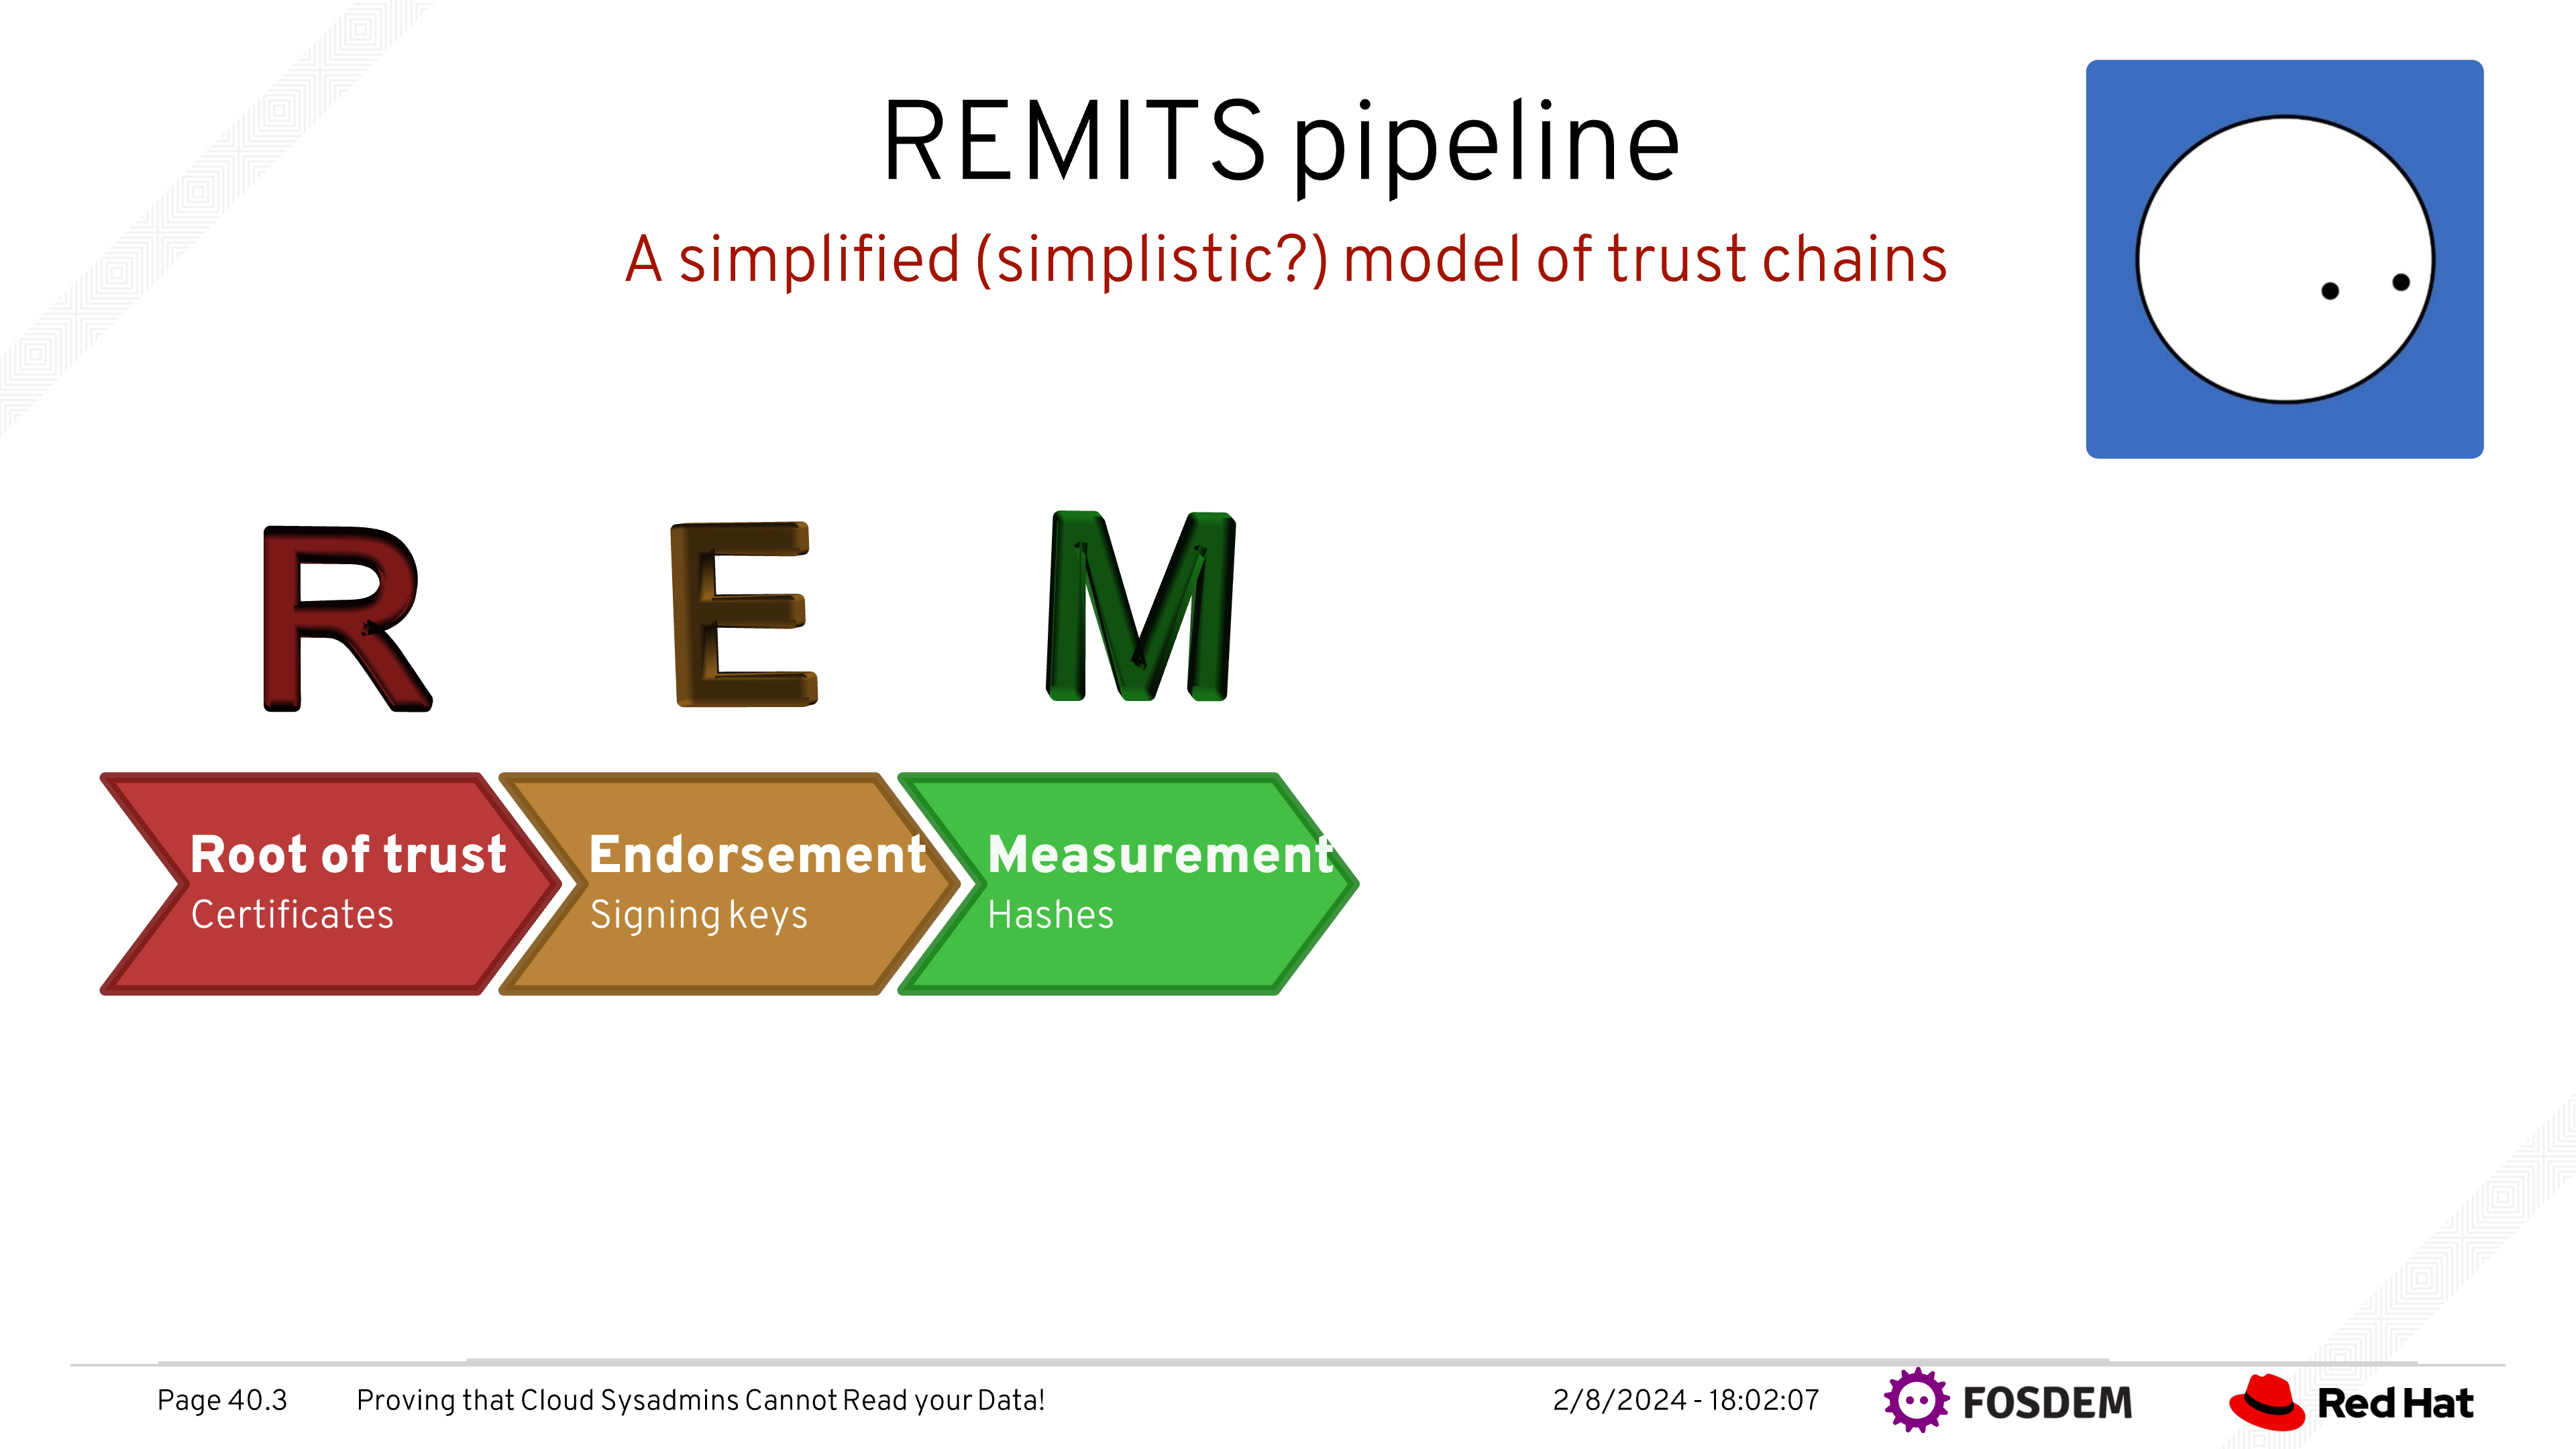 REMITS pipeline
A simplified (simplistic?) model of trust chains
R E M
Root of trust
Certificates
Endorsement
Signing keys
Measurement
Hashes
Page 40.3
Proving that Cloud Sysadmins Cannot Read your Data!
2/8/2024 - 18:02:07
FOSDEM
Red Hat